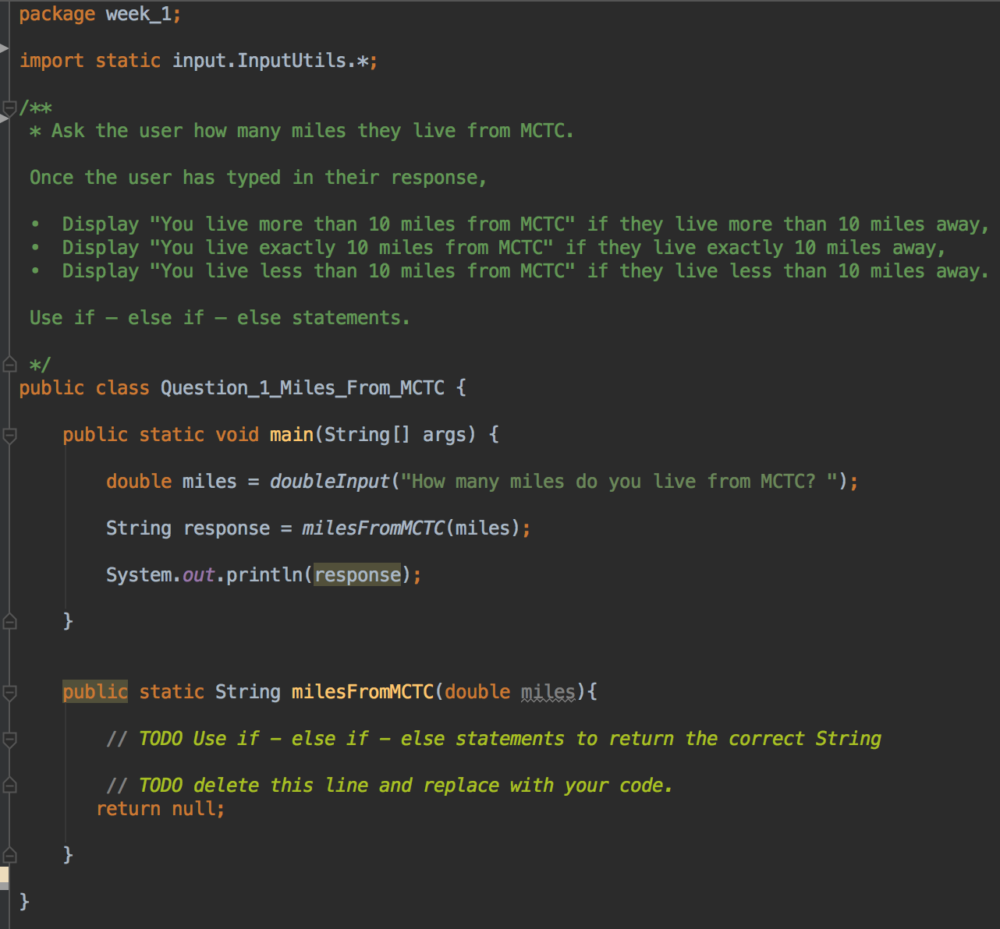 package week_1;
import static input.InputUtils.*;
/**
* Ask the user how many miles they live from MCTC.
Once the user has typed in their response,
• Display "You live more than 10 miles from MCTC" if they live more than 10 miles away,
• Display "You live exactly 10 miles from MCTC" if they live exactly 10 miles away,
• Display "You live less than 10 miles from MCTC" if they live less than 10 miles away.
Use if – else if – else statements.
*/
public class Question_1_Miles_From_MCTC {
public static void main(String[] args) {
double miles = doubleInput("How many miles do you live from MCTC? ");
String response = milesFromMCTC(miles);
System.out.println(response);
}
public static String milesFromMCTC(double miles){
// TODO Use if – else if – else statements to return the correct String
// TODO delete this line and replace with your code.
return null;
}
}